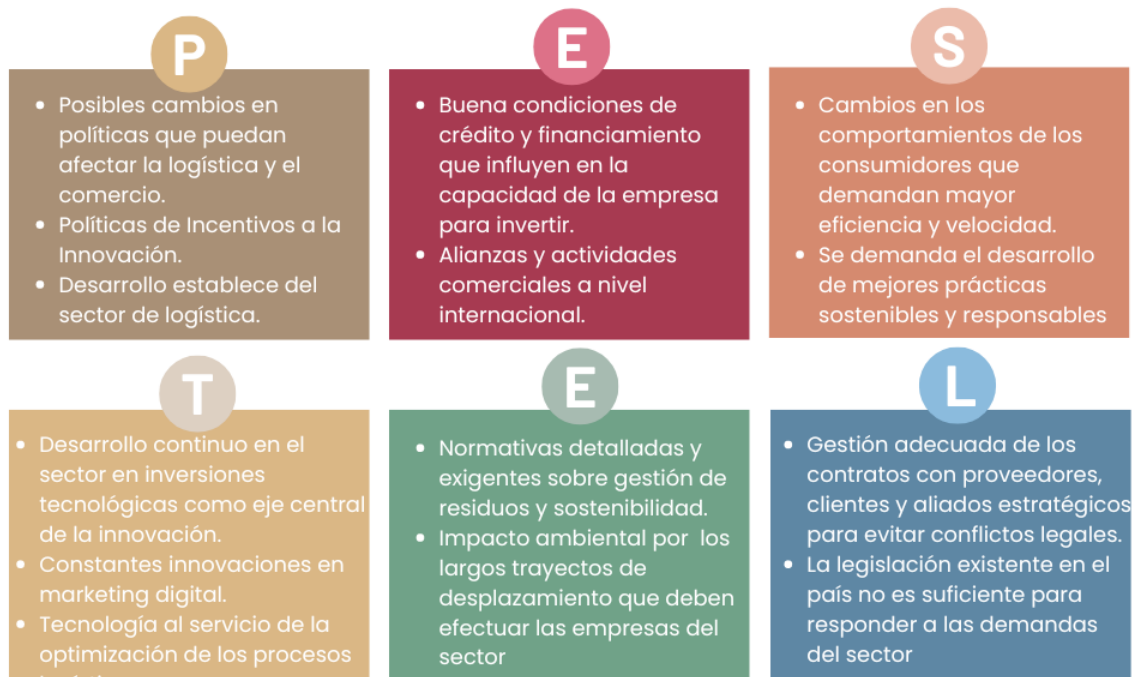 P
• Posibles cambios en
políticas que puedan
afectar la logística y el
comercio.
• Políticas de Incentivos a la
Innovación.
• Desarrollo establece del
sector de logística.
E
• Buena condiciones de
crédito y financiamiento
que influyen en la
capacidad de la empresa
para invertir.
• Alianzas y actividades
comerciales a nivel
internacional.
S
• Cambios en los
comportamientos de los
consumidores que
demandan mayor
eficiencia y velocidad.
• Se demanda el desarrollo
de mejores prácticas
sostenibles y responsables
T
• Desarrollo continuo en el
sector en inversiones
tecnológicas como eje central
de la innovación.
• Constantes innovaciones en
marketing digital.
• Tecnología al servicio de la
optimización de los procesos
E
• Normativas detalladas y
exigentes sobre gestión de
residuos y sostenibilidad.
• Impacto ambiental por los
largos trayectos de
desplazamiento que deben
efectuar las empresas del
sector
L
• Gestión adecuada de los
contratos con proveedores,
clientes y aliados estratégicos
para evitar conflictos legales.
• La legislación existente en el
país no es suficiente para
responder a las demandas
del sector